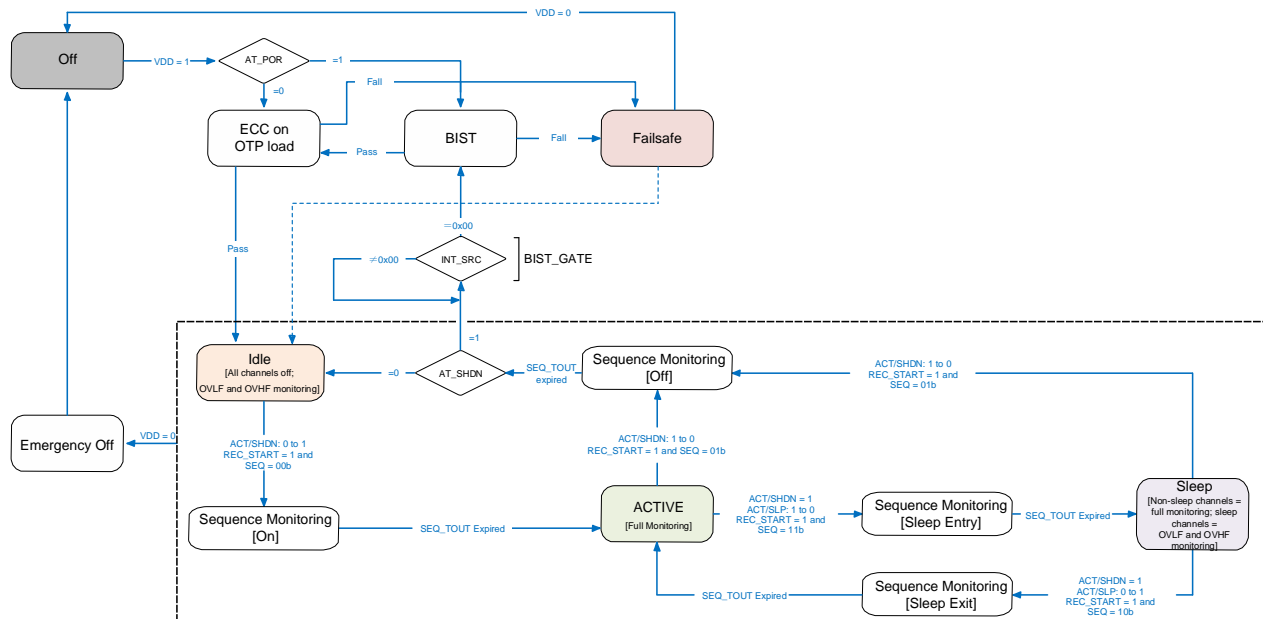 VDD = 0
Off
VDD = 1
AT_POR
=1
=0
Fall
ECC on
OTP load
Pass
BIST
Fall
Failsafe
Pass
=0x00
≠0x00
INT_SRC
BIST_GATE
=1
Idle
[All channels off;
OVLF and OVHF monitoring]
=0
AT_SHDN
SEQ_TOUT
expired
Sequence Monitoring
[Off]
ACT/SHDN: 1 to 0
REC_START = 1 and
SEQ = 01b
Emergency Off
VDD = 0
ACT/SHDN: 0 to 1
REC_START = 1 and
SEQ = 00b
ACT/SHDN: 1 to 0
REC_START = 1 and SEQ = 01b
Sequence Monitoring
[On]
SEQ_TOUT Expired
ACTIVE
[Full Monitoring]
ACT/SHDN = 1
ACT/SLP: 1 to 0
REC_START = 1 and
SEQ = 11b
Sequence Monitoring
[Sleep Entry]
SEQ_TOUT Expired
Sleep
[Non-sleep channels =
full monitoring; sleep
channels =
OVLF and OVHF
monitoring]
SEQ_TOUT Expired
Sequence Monitoring
[Sleep Exit]
ACT/SHDN = 1
ACT/SLP: 0 to 1
REC_START = 1 and
SEQ = 10b